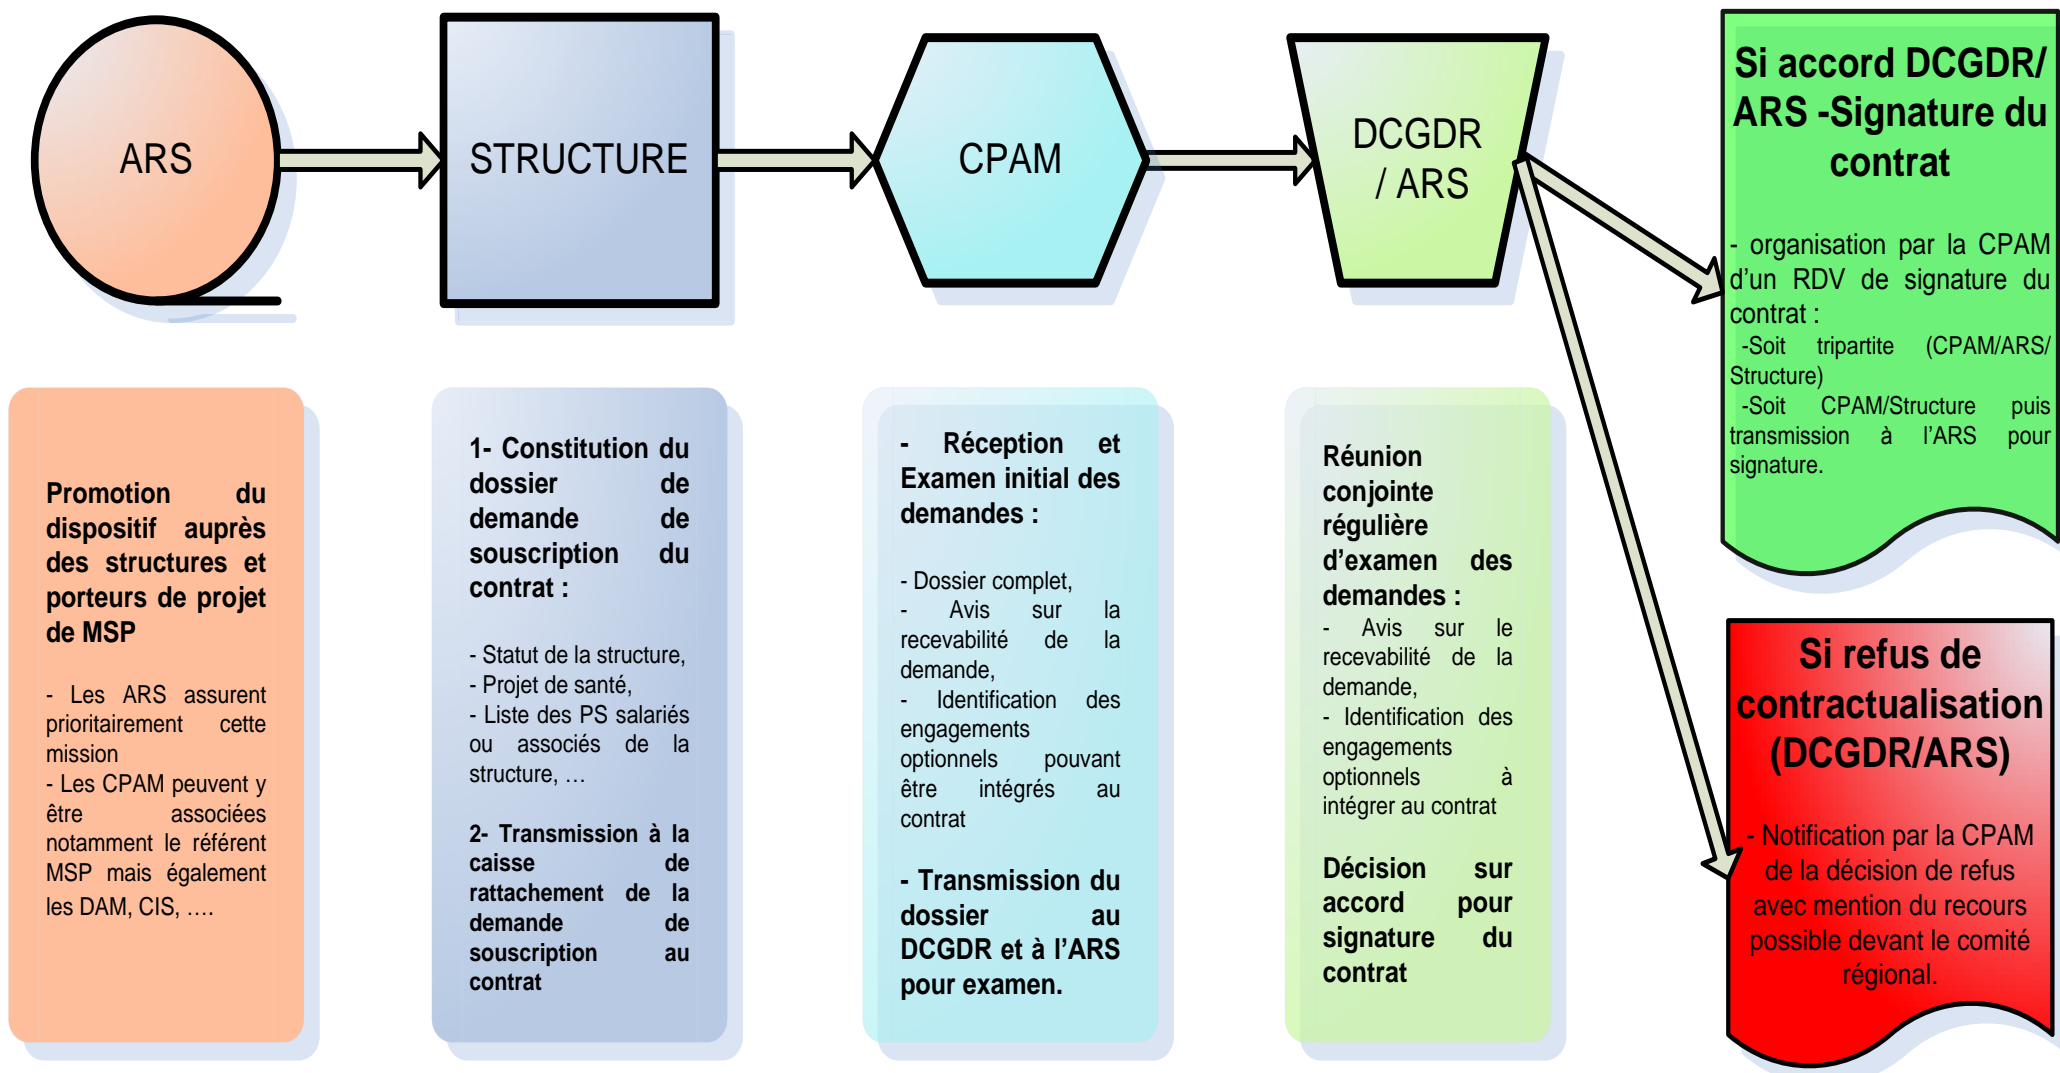 ARS
STRUCTURE
CPAM
DCGDR
/ ARS
Si accord DCGDR/
ARS -Signature du
contrat
- organisation par la CPAM
d’un RDV de signature du
contrat :
-Soit tripartite (CPAM/ARS/
Structure)
-Soit CPAM/Structure puis
transmission à l’ARS pour
signature.
Promotion du
dispositif auprès
des structures et
porteurs de projet
de MSP
- Les ARS assurent
prioritairement cette
mission
- Les CPAM peuvent y
être associées
notamment le référent
MSP mais également
les DAM, CIS, ….
1- Constitution du
dossier de
demande de
souscription du
contrat :
- Statut de la structure,
- Projet de santé,
- Liste des PS salariés
ou associés de la
structure, …
2- Transmission à la
caisse de
rattachement de la
demande de
souscription au
contrat
- Réception et
Examen initial des
demandes :
- Dossier complet,
- Avis sur la
recevabilité de la
demande,
- Identification des
engagements
optionnels pouvant
être intégrés au
contrat
- Transmission du
dossier au
DCGDR et à l’ARS
pour examen.
Réunion
conjointe
régulière
d’examen des
demandes :
- Avis sur le
recevabilité de la
demande,
- Identification des
engagements
optionnels à
intégrer au contrat
Décision sur
accord pour
signature du
contrat
Si refus de
contractualisation
(DCGDR/ARS)
- Notification par la CPAM
de la décision de refus
avec mention du recours
possible devant le comité
régional.